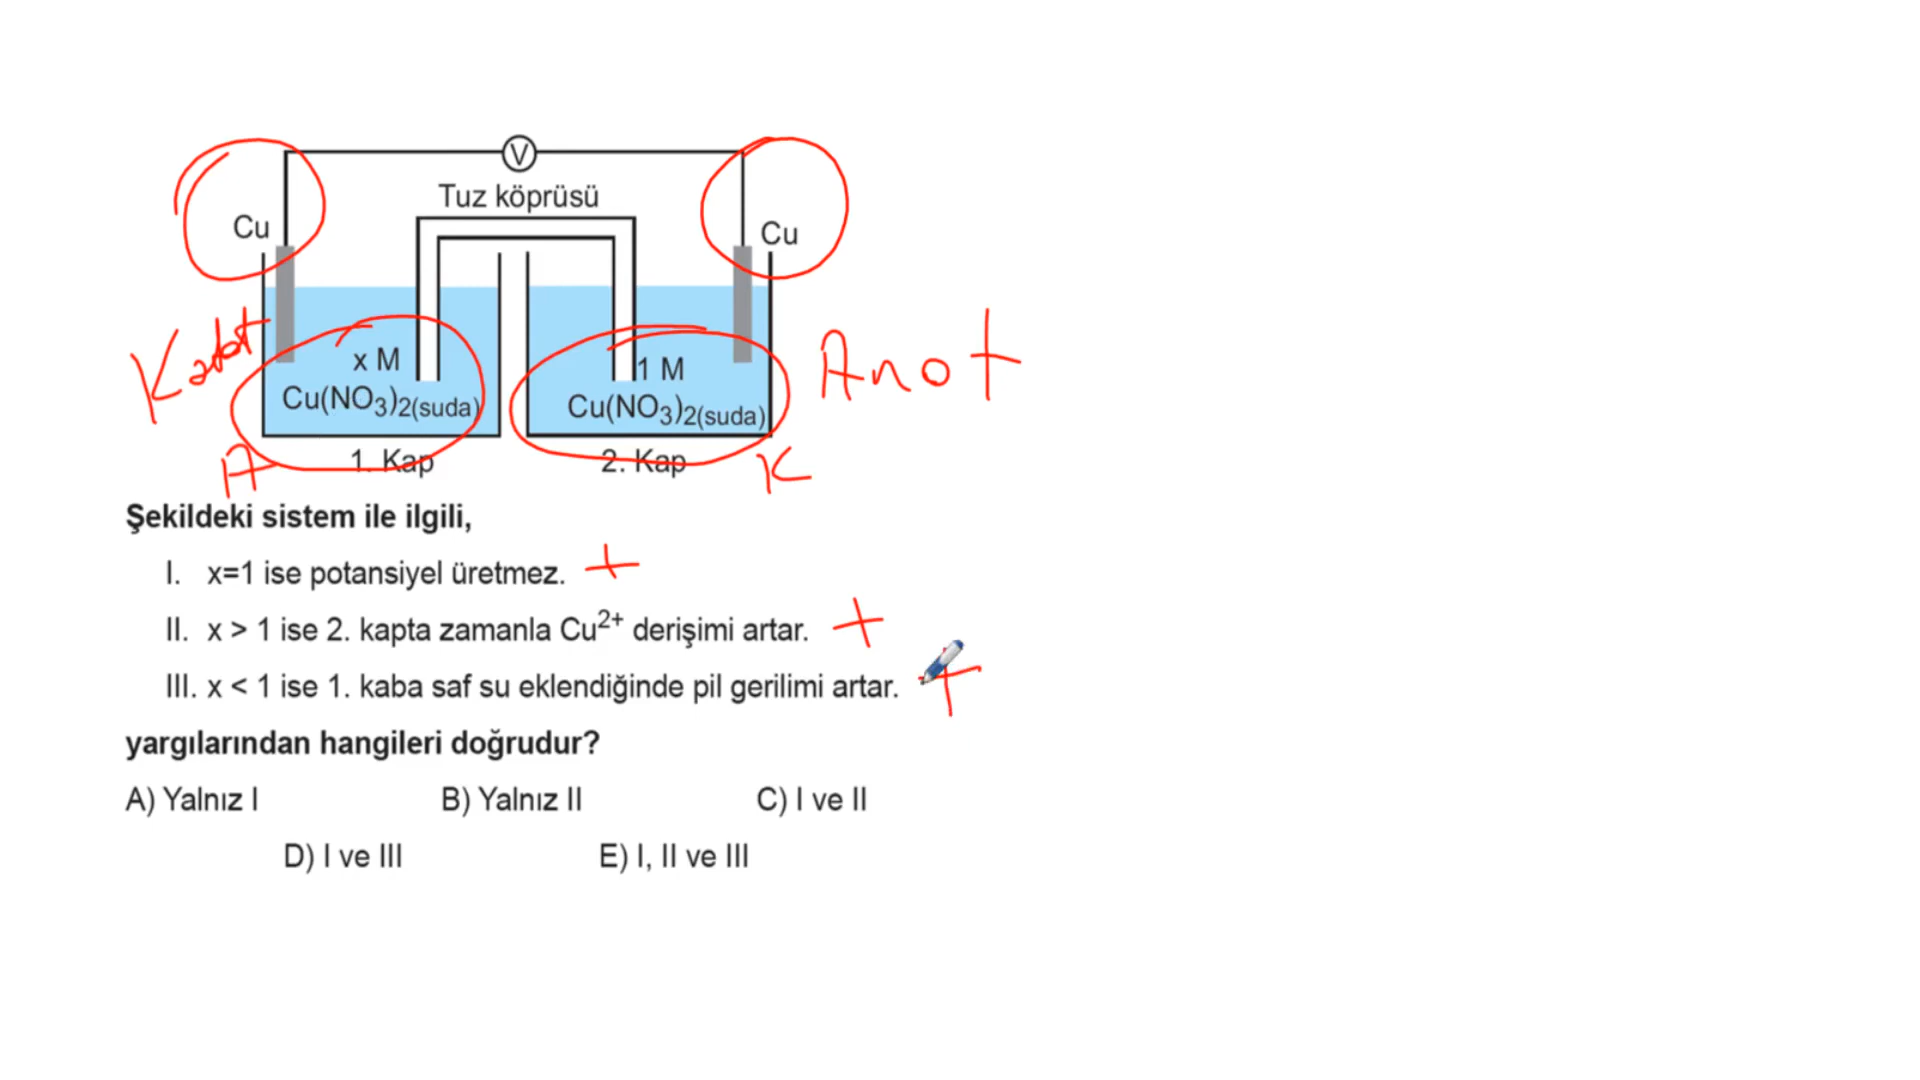 V
Tuz köprüsü
Cu
Cu
Katot
x M
Cu(NO3)2(suda)
1 M
Cu(NO3)2(suda)
Anot
A
1. Kap
2. Kap
K
Şekildeki sistem ile ilgili,
I. x=1 ise potansiyel üretmez. +
II. x > 1 ise 2. kapta zamanla Cu2+ derişimi artar. +
III. x < 1 ise 1. kaba saf su eklendiğinde pil gerilimi artar. +
yargılarından hangileri doğrudur?
A) Yalnız I B) Yalnız II C) I ve II
D) I ve III E) I, II ve III